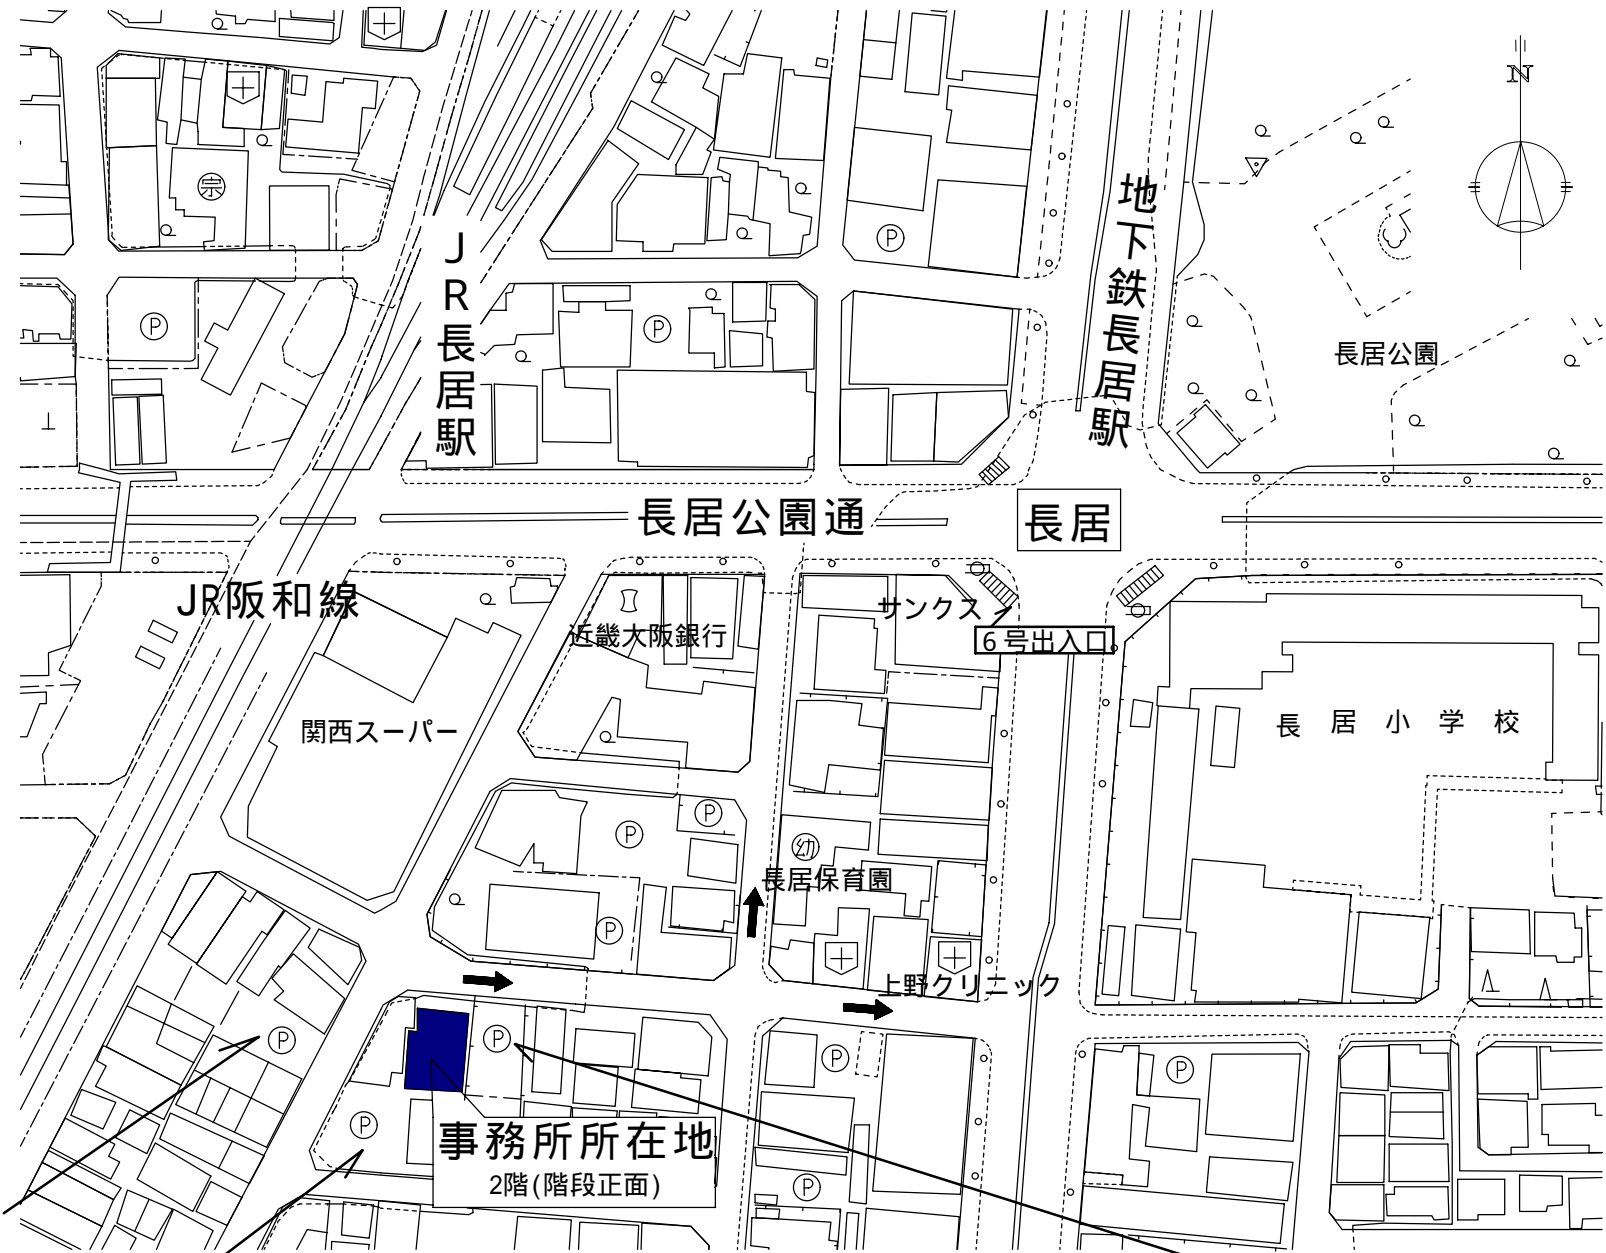 N
地下鉄長居駅
JR長居駅
長居公園
長居公園通
長居
JR阪和線
サンクス
近畿大阪銀行
6号出入口
関西スーパー
長居小学校
幼
長居保育園
上野クリニック
宗
P
P
P
P
P
P
P
P
P
P
P
P
事務所所在地
2階(階段正面)